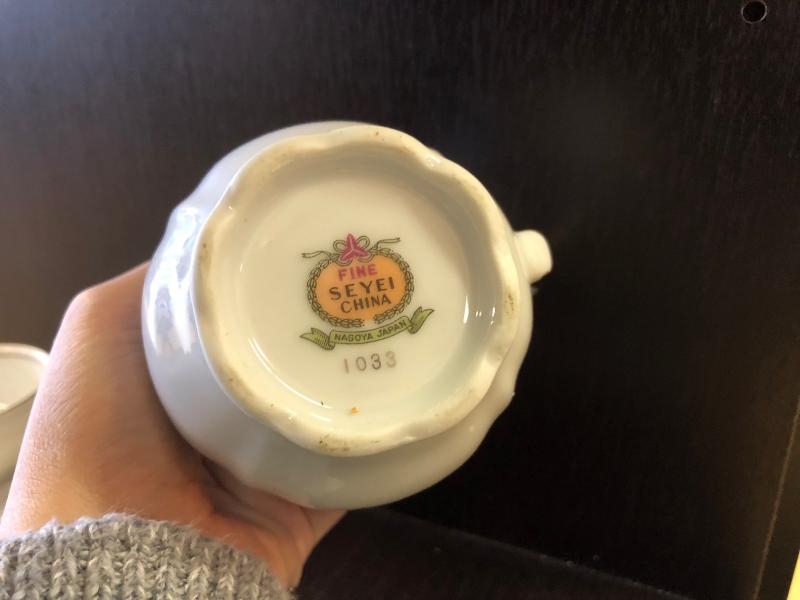 FINE
SEYEI
CHINA
NAGOYA JAPAN
1033